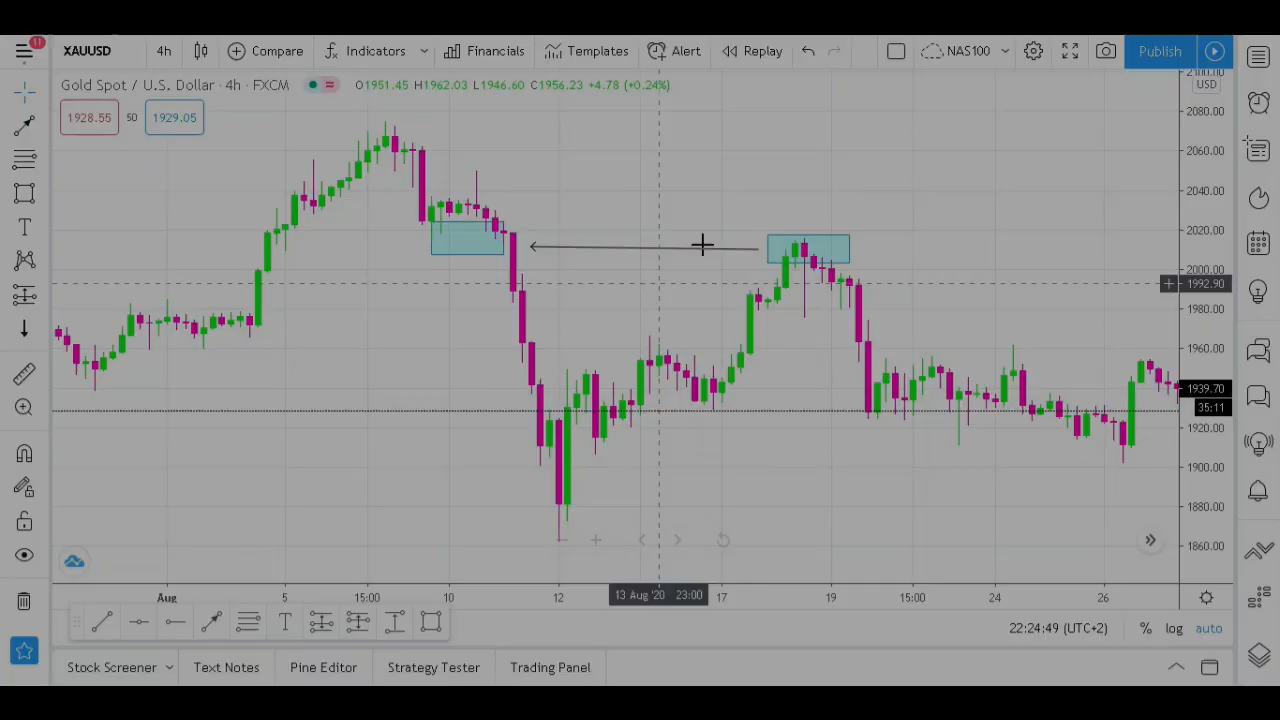 11
XAUUSD 4h Compare Indicators Financials Templates Alert Replay NAS100 Publish
Gold Spot / U.S. Dollar · 4h · FXCM O1951.45 H1962.03 L1946.60 C1956.23 +4.78 (+0.24%)
1928.55 50 1929.05
2100.00
USD
2080.00
2060.00
2040.00
2020.00
2000.00
1992.90
1980.00
1960.00
1939.70
35:11
1920.00
1900.00
1880.00
1860.00
Aug 5 15:00 10 12 13 Aug '20 23:00 17 19 15:00 24 26
22:24:49 (UTC+2) % log auto
Stock Screener Text Notes Pine Editor Strategy Tester Trading Panel